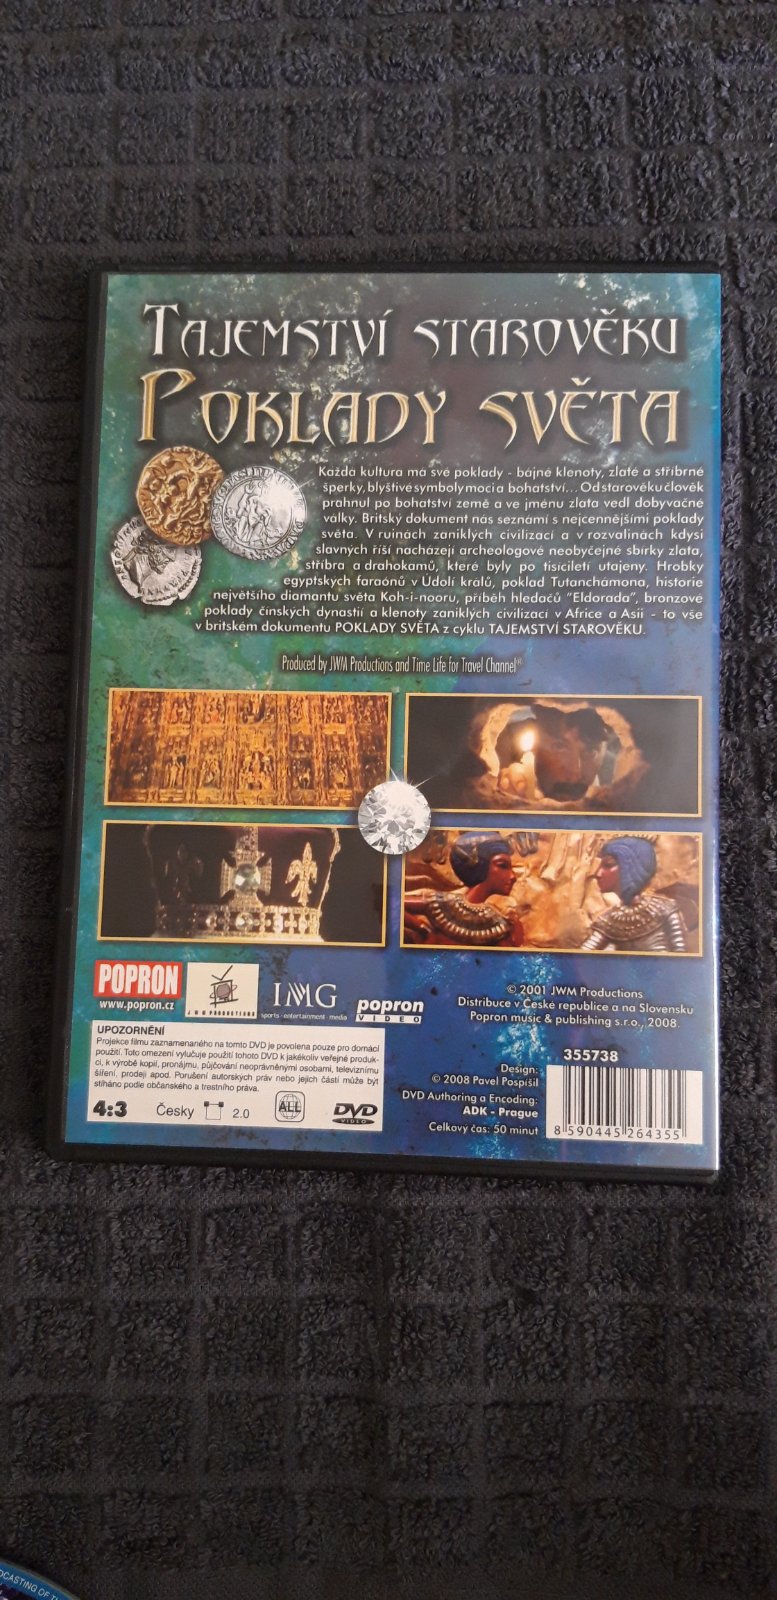 TAJEMSTVÍ STAROVĚKU
POKLADY SVĚTA
Každá kultura má své poklady - bájné klenoty, zlaté a stříbrné
šperky, blyštivé symboly moci a bohatství... Od starověku člověk
prahnul po bohatství země a ve jménu zlata vedl dobyvačné
války. Britský dokument nás seznámí s nejcennějšími poklady
světa. V ruinách zaniklých civilizací a v rozvalinách kdysi
slavných říší nacházejí archeologové neobyčejné sbírky zlata,
stříbra a drahokamů, které byly po tisíciletí utajeny. Hrobky
egyptských faraónů v Údolí králů, poklad Tutanchámona, historie
největšího diamantu světa Koh-i-nooru, příběh hledačů "Eldorada", bronzové
poklady čínských dynastií a klenoty zaniklých civilizací v Africe a Asii - to vše
v britském dokumentu POKLADY SVĚTA z cyklu TAJEMSTVÍ STAROVĚKU.
Produced by JWM Productions and Time Life for Travel Channel®
POPRON
www.popron.cz
JWM PRODUCTIONS
IMG
sports · entertainment · media
popron
VIDEO
© 2001 JWM Productions
Distribuce v České republice a na Slovensku
Popron music & publishing s.r.o., 2008
UPOZORNĚNÍ
Projekce filmu zaznamenaného na tomto DVD je povolena pouze pro domácí
použití. Toto omezení vylučuje použití tohoto DVD k jakékoliv veřejné produk-
ci, k výrobě kopií, pronájmu, půjčování neoprávněnými osobami, televiznímu
šíření, prodeji apod. Porušení autorských práv nebo jejich částí může být
stíháno podle občanského a trestního práva.
4:3 Česky 2.0 ALL DVD
VIDEO
355738
Design:
© 2008 Pavel Pospíšil
DVD Authoring a Encoding:
ADK - Prague
Celkový čas: 50 minut
8 590445 264355